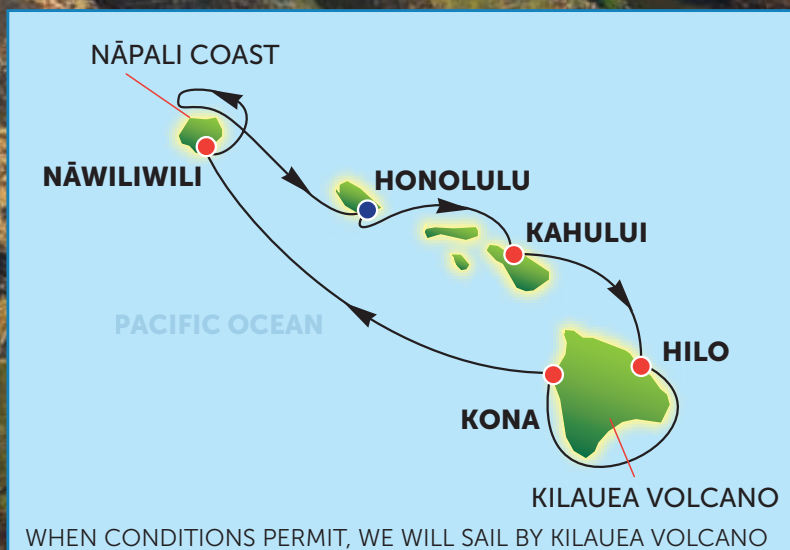 NĀPALI COAST
NĀWILIWILI
HONOLULU
KAHULUI
PACIFIC OCEAN
HILO
KONA
KILAUEA VOLCANO
WHEN CONDITIONS PERMIT, WE WILL SAIL BY KILAUEA VOLCANO